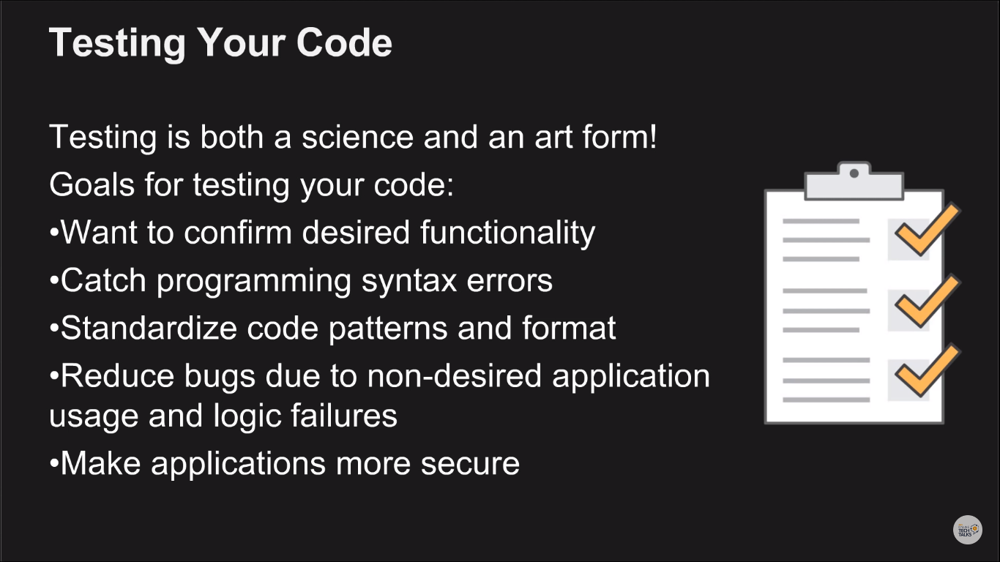 Testing Your Code
Testing is both a science and an art form!
Goals for testing your code:
•Want to confirm desired functionality
•Catch programming syntax errors
•Standardize code patterns and format
•Reduce bugs due to non-desired application
usage and logic failures
•Make applications more secure
TECH
TALKS